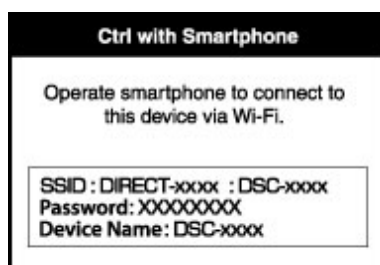 Ctrl with Smartphone
Operate smartphone to connect to
this device via Wi-Fi.
SSID : DIRECT-xxxx : DSC-xxxx
Password: XXXXXXXX
Device Name: DSC-xxxx